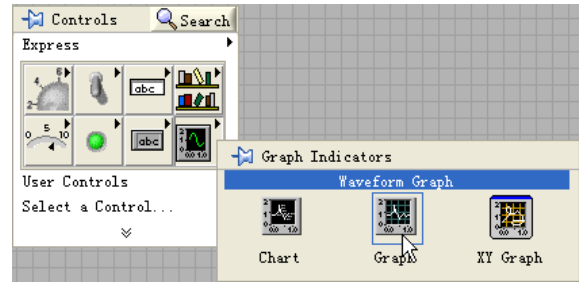 Controls
Search
Express
abc
abc
Graph Indicators
User Controls
Waveform Graph
Select a Control...
Chart
Graph
XY Graph